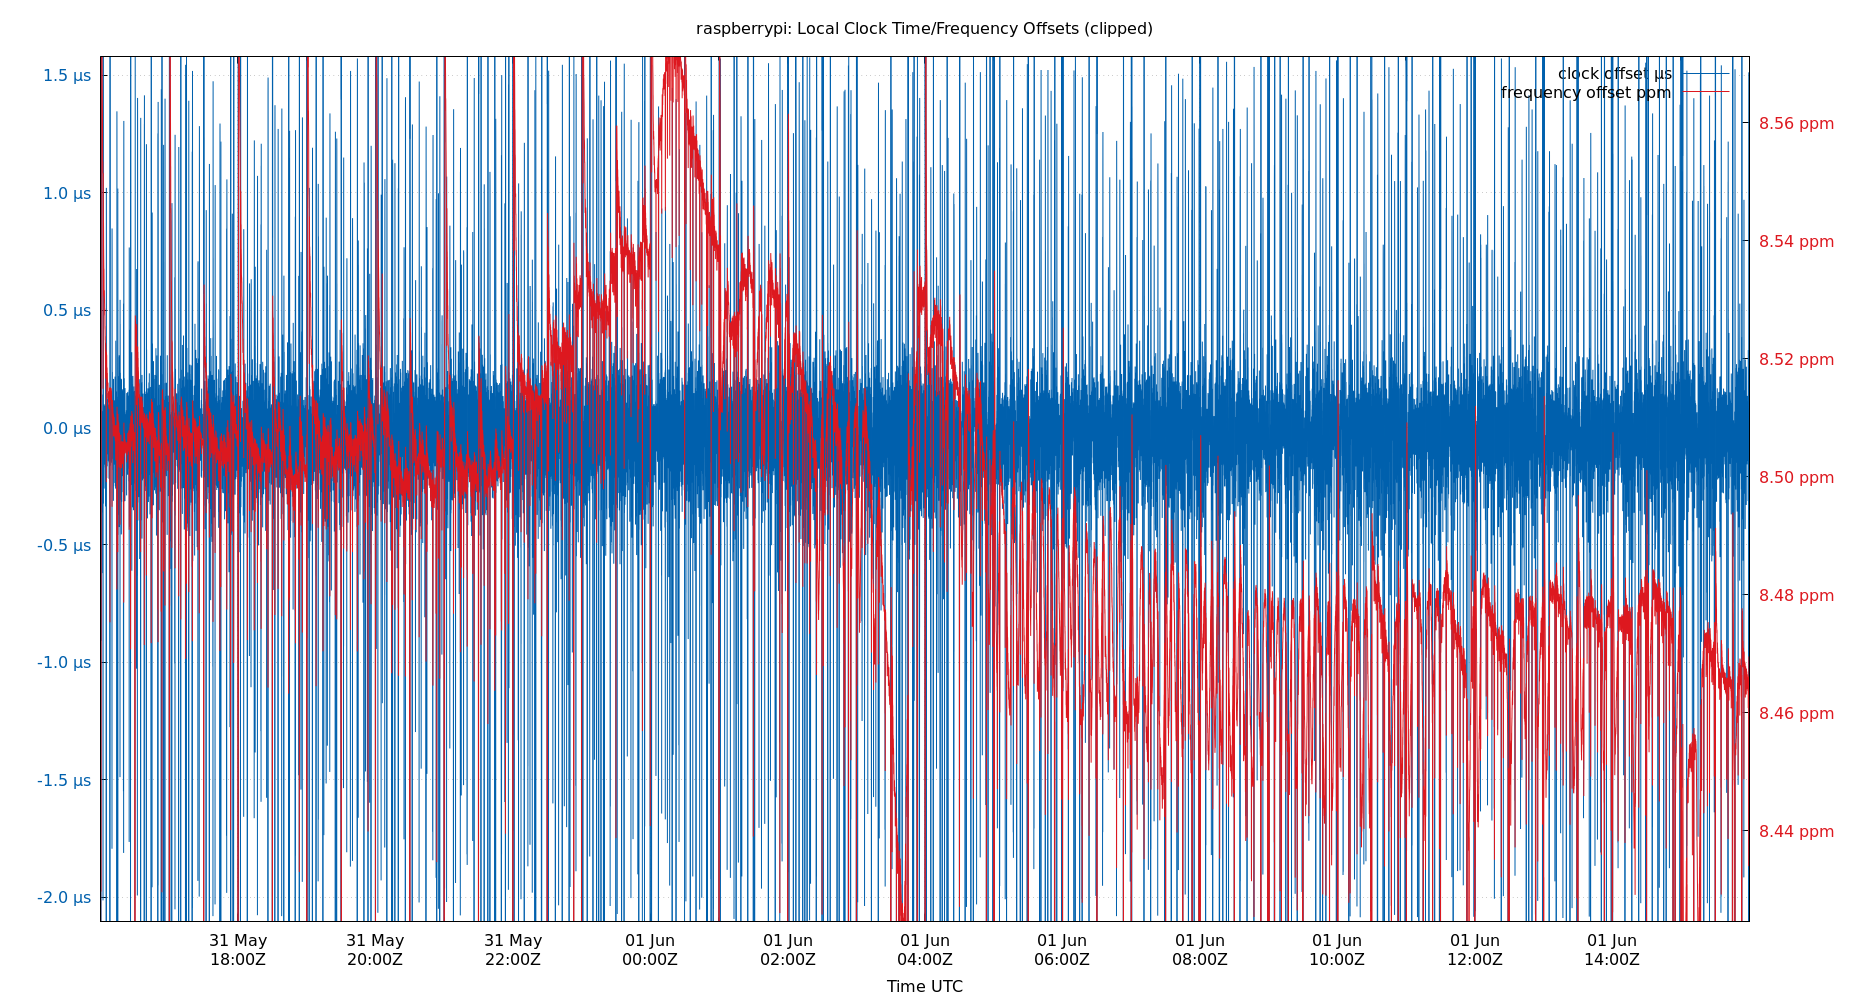 raspberrypi: Local Clock Time/Frequency Offsets (clipped)
clock offset µs
frequency offset ppm
1.5 µs
1.0 µs
0.5 µs
0.0 µs
-0.5 µs
-1.0 µs
-1.5 µs
-2.0 µs
8.56 ppm
8.54 ppm
8.52 ppm
8.50 ppm
8.48 ppm
8.46 ppm
8.44 ppm
31 May 31 May 31 May 01 Jun 01 Jun 01 Jun 01 Jun 01 Jun 01 Jun 01 Jun 01 Jun
18:00Z 20:00Z 22:00Z 00:00Z 02:00Z 04:00Z 06:00Z 08:00Z 10:00Z 12:00Z 14:00Z
Time UTC